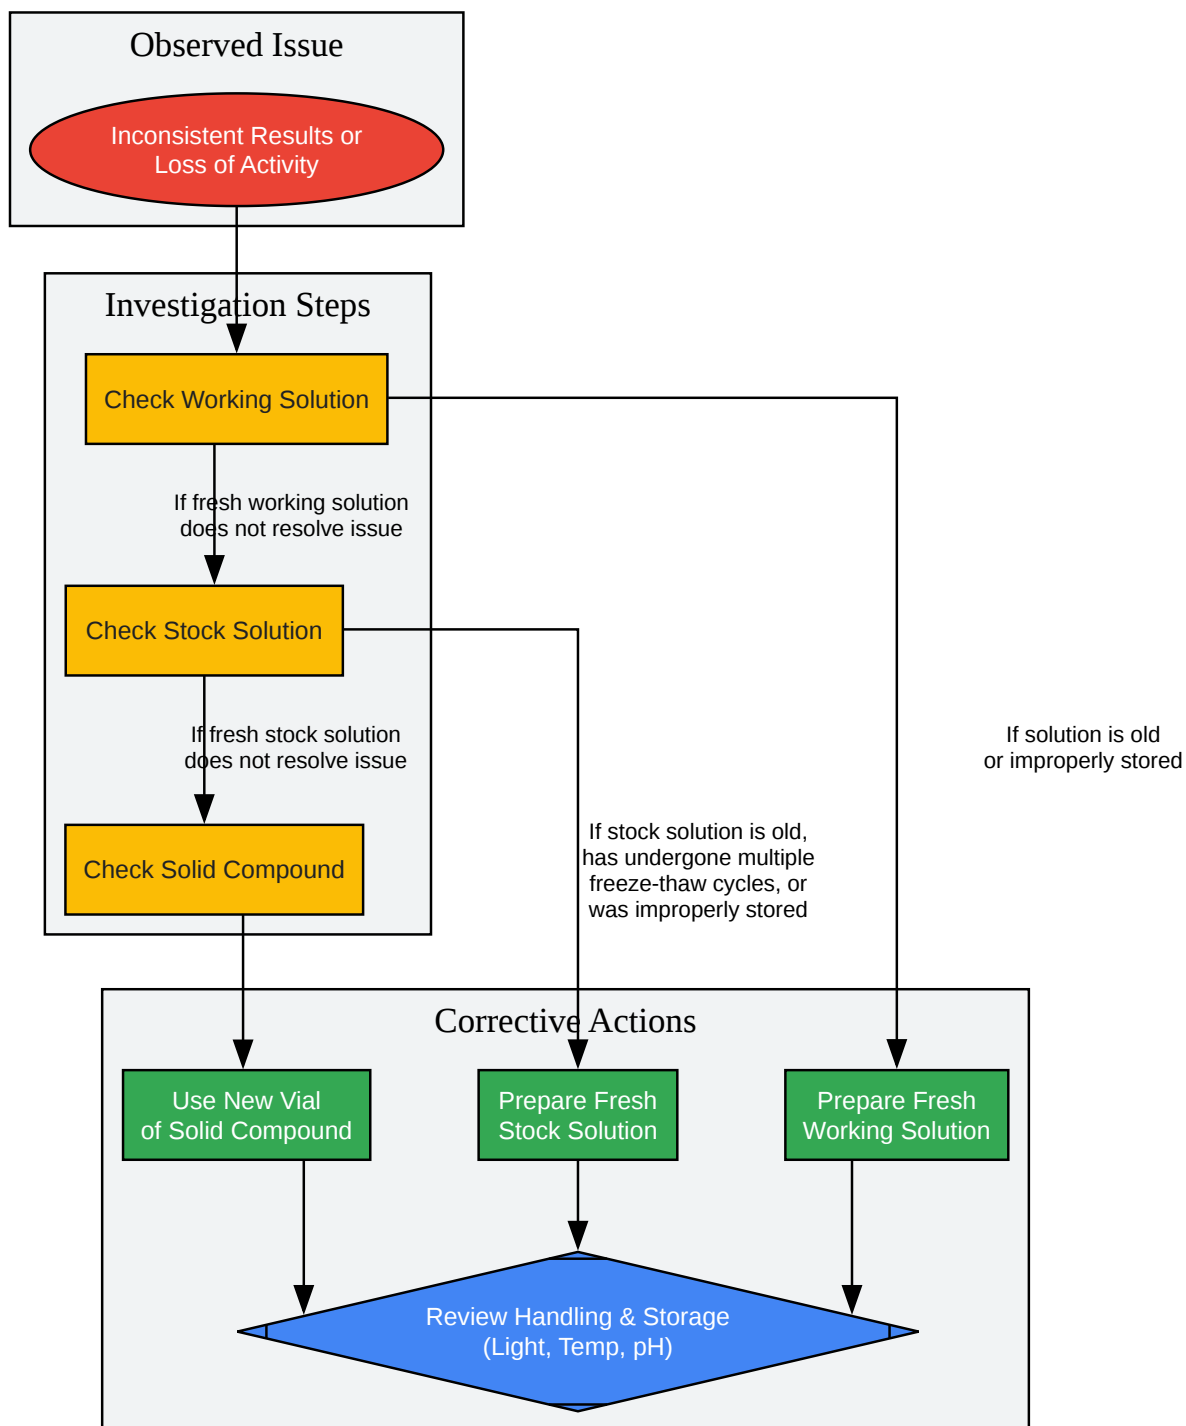 Observed Issue
Inconsistent Results or
Loss of Activity
Investigation Steps
Check Working Solution
If fresh working solution
does not resolve issue
Check Stock Solution
If fresh stock solution
does not resolve issue
If solution is old
or improperly stored
Check Solid Compound
If stock solution is old,
has undergone multiple
freeze-thaw cycles, or
was improperly stored
Corrective Actions
Use New Vial
of Solid Compound
Prepare Fresh
Stock Solution
Prepare Fresh
Working Solution
Review Handling & Storage
(Light, Temp, pH)